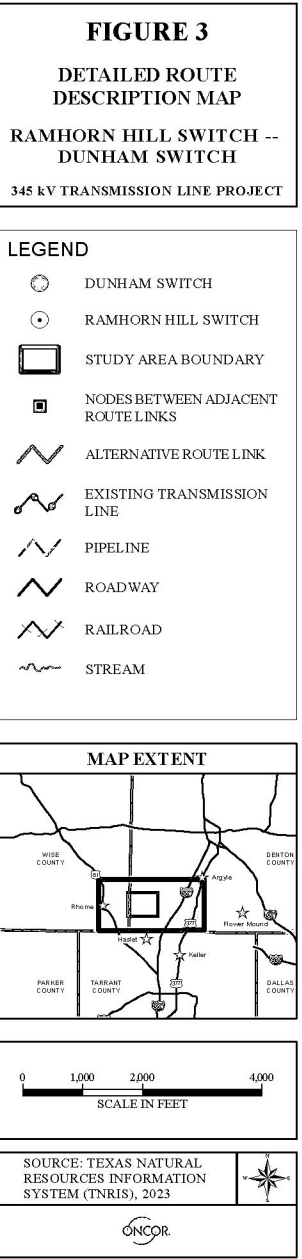 FIGURE 3
DETAILED ROUTE
DESCRIPTION MAP
RAMHORN HILL SWITCH --
DUNHAM SWITCH
345 kV TRANSMISSION LINE PROJECT
LEGEND
DUNHAM SWITCH
RAMHORN HILL SWITCH
STUDY AREA BOUNDARY
NODES BETWEEN ADJACENT
ROUTE LINKS
ALTERNATIVE ROUTE LINK
EXISTING TRANSMISSION
LINE
PIPELINE
ROADWAY
RAILROAD
STREAM
MAP EXTENT
WISE
COUNTY
DENTON
COUNTY
81
Argyle
Rhome
377
Flower Mound
Haslet
Keller
377
PARKER
COUNTY
TARRANT
COUNTY
DALLAS
COUNTY
0 1,000 2,000 4,000
SCALE IN FEET
SOURCE: TEXAS NATURAL
RESOURCES INFORMATION
SYSTEM (TNRIS), 2023
N
W E
S
ONCOR